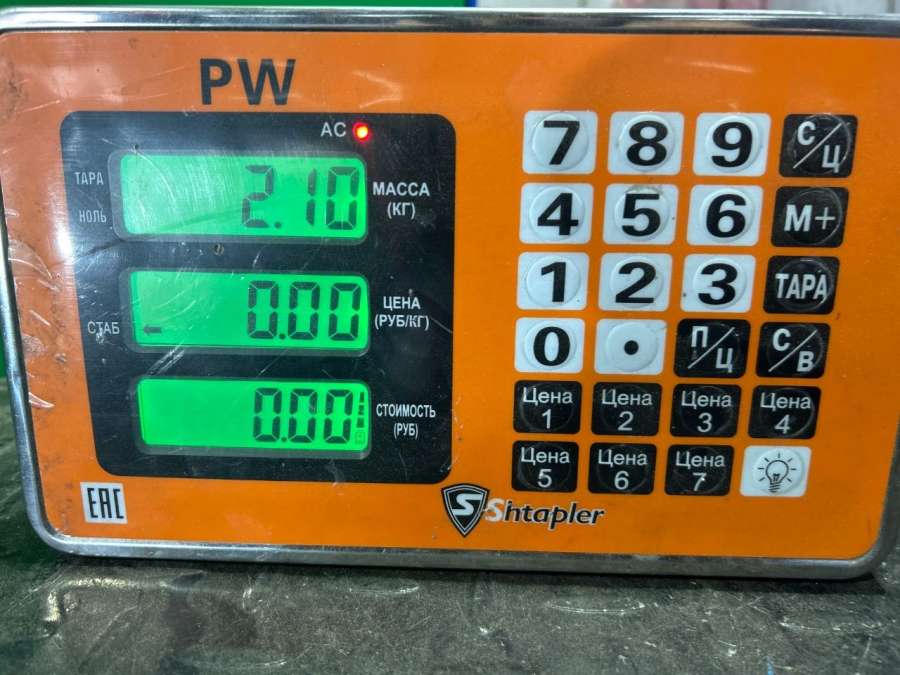 PW
AC
ТАРА
НОЛЬ
2.10
МАССА
(КГ)
СТАБ
0.00
ЦЕНА
(РУБ/КГ)
0.00
СТОИМОСТЬ
(РУБ)
EAC
S-Shtapler
7 8 9 С/Ц
4 5 6 М+
1 2 3 ТАРА
0 . П/Ц С/В
Цена 1
Цена 2
Цена 3
Цена 4
Цена 5
Цена 6
Цена 7